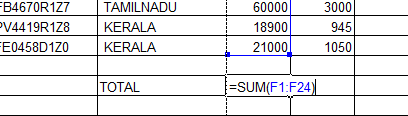 FB4670R1Z7 TAMILNADU 60000 3000
PV4419R1Z8 KERALA 18900 945
FE0458D1Z0 KERALA 21000 1050
TOTAL =SUM(F1:F24)